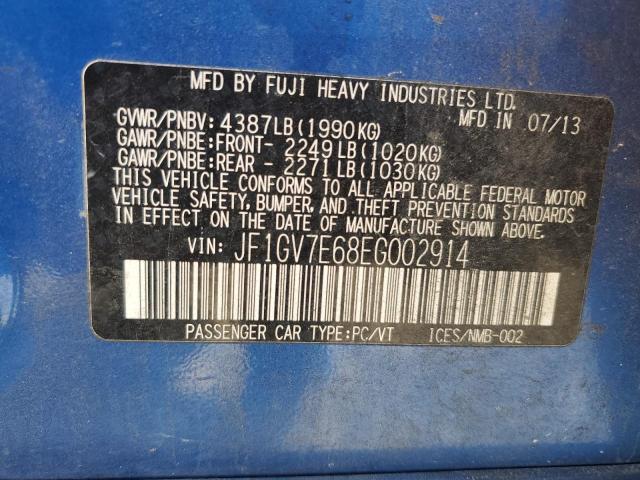 MFD BY FUJI HEAVY INDUSTRIES LTD.
MFD IN 07/13
GVWR/PNBV: 4387LB (1990KG)
GAWR/PNBE:FRONT- 2249LB (1020KG)
GAWR/PNBE:REAR - 2271LB (1030KG)
THIS VEHICLE CONFORMS TO ALL APPLICABLE FEDERAL MOTOR
VEHICLE SAFETY, BUMPER, AND THEFT PREVENTION STANDARDS
IN EFFECT ON THE DATE OF MANUFACTURE SHOWN ABOVE.
VIN: JF1GV7E68EG002914
PASSENGER CAR TYPE:PC/VT ICES/NMB-002